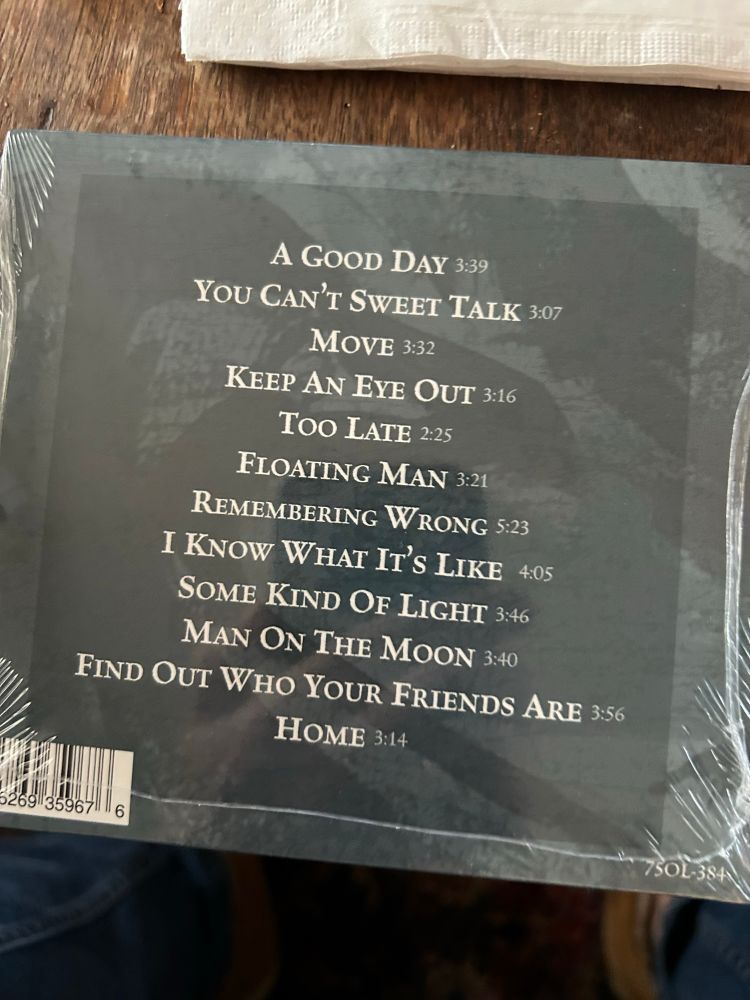 A Good Day 3:39
You Can't Sweet Talk 3:07
Move 3:32
Keep An Eye Out 3:16
Too Late 2:25
Floating Man 3:21
Remembering Wrong 5:23
I Know What It's Like 4:05
Some Kind Of Light 3:46
Man On The Moon 3:40
Find Out Who Your Friends Are 3:56
Home 3:14
6269 35967 6
75OL-384